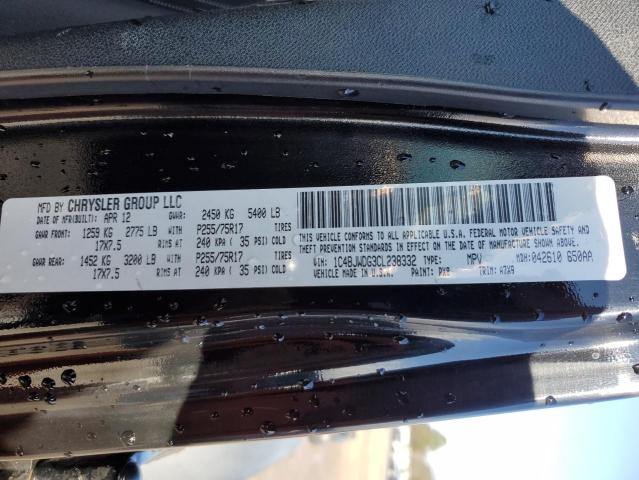 MFD BY CHRYSLER GROUP LLC
DATE OF MFR(BUILT): APR 12 GVWR: 2450 KG 5400 LB
GAWR FRONT: 1259 KG 2775 LB WITH P255/75R17 TIRES
17X7.5 RIMS AT 240 KPA ( 35 PSI) COLD
GAWR REAR: 1452 KG 3200 LB WITH P255/75R17 TIRES
17X7.5 RIMS AT 240 KPA ( 35 PSI) COLD
THIS VEHICLE CONFORMS TO ALL APPLICABLE U.S.A. FEDERAL MOTOR VEHICLE SAFETY
PREVENTION STANDARDS IN EFFECT ON THE DATE OF MANUFACTURE SHOWN ABOVE.
VIN: 1C4BJWDG3CL238332 TYPE: MPV MDH: 042610 650AA
VEHICLE MADE IN U.S.A. PAINT: PX8 TRIM: A7X9